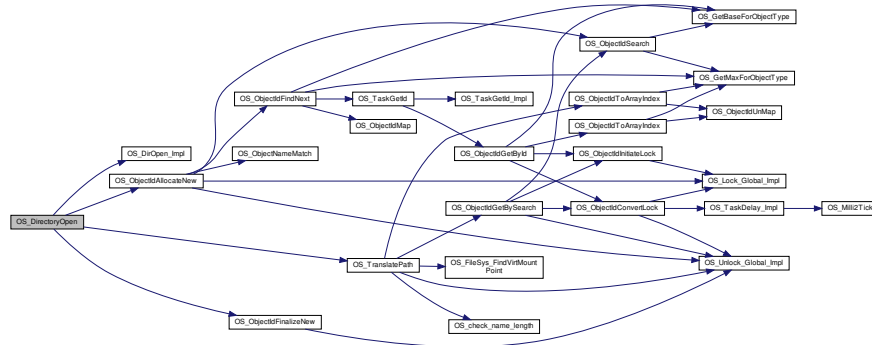 OS_GetBaseForObjectType
OS_ObjectIdSearch
OS_GetMaxForObjectType
OS_ObjectIdFindNext
OS_TaskGetId
OS_TaskGetId_Impl
OS_ObjectIdToArrayIndex
OS_ObjectIdMap
OS_ObjectIdUnMap
OS_ObjectIdToArrayIndex
OS_DirOpen_Impl
OS_ObjectNameMatch
OS_ObjectIdGetById
OS_ObjectIdInitiateLock
OS_ObjectIdAllocateNew
OS_Lock_Global_Impl
OS_ObjectIdGetBySearch
OS_ObjectIdConvertLock
OS_TaskDelay_Impl
OS_Milli2Ticks
OS_DirectoryOpen
OS_TranslatePath
OS_FileSys_FindVirtMount
Point
OS_Unlock_Global_Impl
OS_ObjectIdFinalizeNew
OS_check_name_length